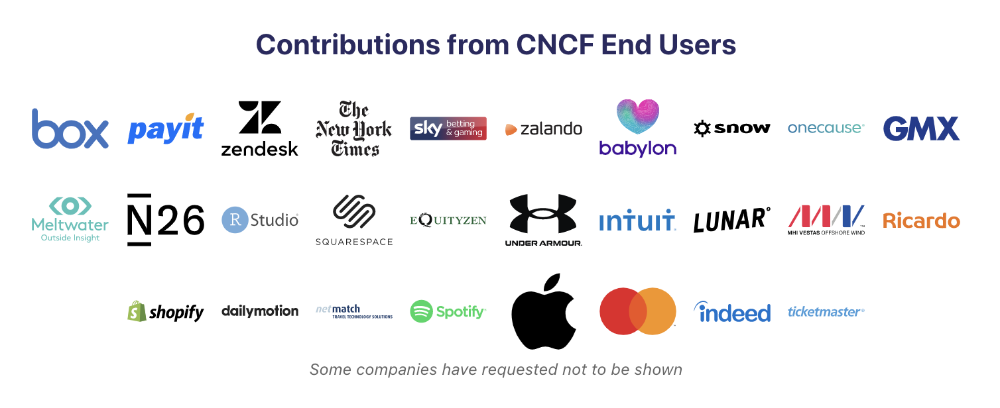 Contributions from CNCF End Users
box
payit
zendesk
The
New York
Times
sky betting
& gaming
zalando
babylon
snow
onecause®
GMX
Meltwater
Outside Insight
N26
R Studio®
SQUARESPACE
EQUITYZEN
UNDER ARMOUR.
intuit
LUNAR°
™
MHI VESTAS OFFSHORE WIND
Ricardo
S shopify
dailymotion
netmatch
TRAVEL TECHNOLOGY SOLUTIONS
Spotify®
indeed
ticketmaster®
Some companies have requested not to be shown